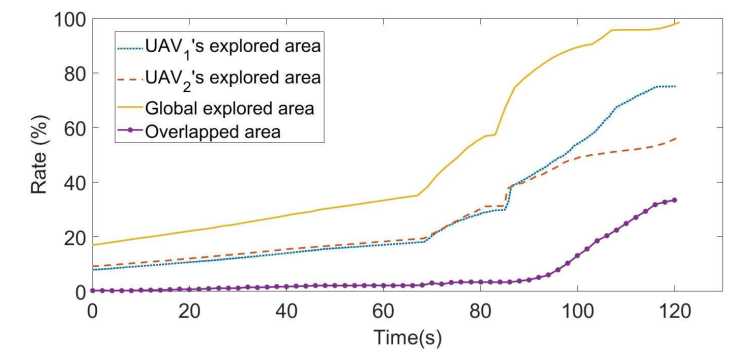 100
80
60
40
20
0
Rate (%)
UAV1's explored area
UAV2's explored area
Global explored area
Overlapped area
0 20 40 60 80 100 120
Time(s)